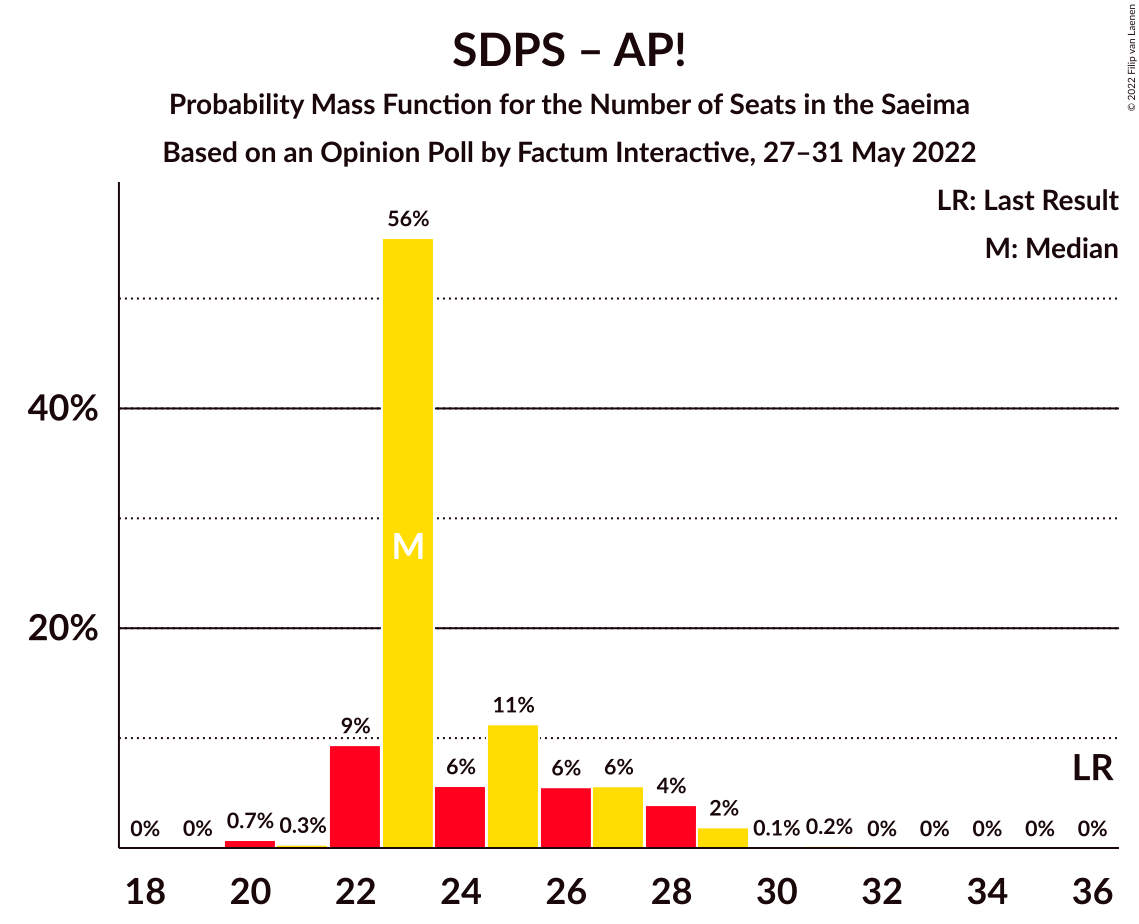 SDPS – AP!
Probability Mass Function for the Number of Seats in the Saeima
Based on an Opinion Poll by Factum Interactive, 27–31 May 2022
© 2022 Filip van Laenen
LR: Last Result
M: Median
56%
40%
M
20%
11%
9%
6%
6%
6%
4%
2%
LR
0%
0%
0.7%
0.3%
0.1%
0.2%
0%
0%
0%
0%
0%
18 20 22 24 26 28 30 32 34 36